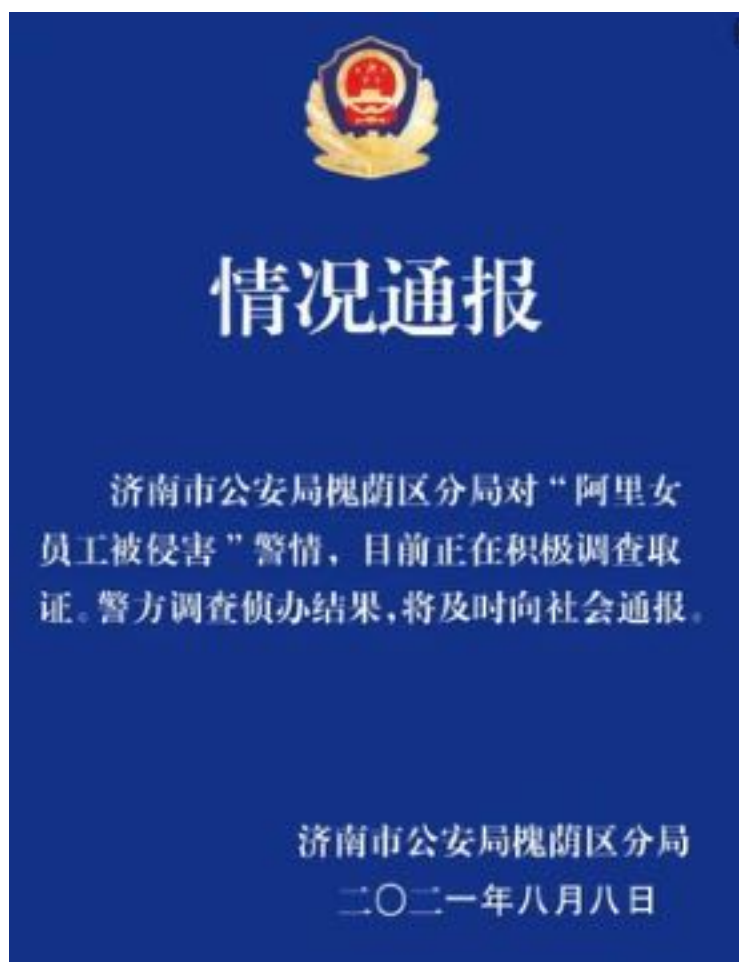 情况通报
济南市公安局槐荫区分局对“阿里女
员工被侵害”警情，目前正在积极调查取
证。警方调查侦办结果，将及时向社会通报。
济南市公安局槐荫区分局
二〇二一年八月八日